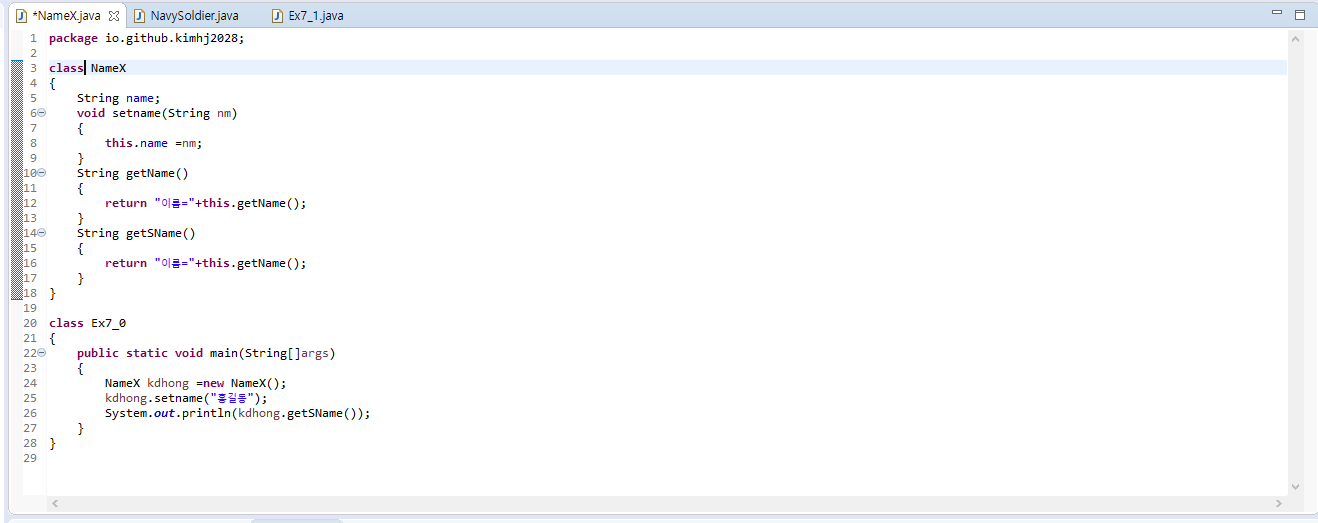 *NameX.java NavySoldier.java Ex7_1.java
1 package io.github.kimhj2028;
2
3 class NameX
4 {
5 String name;
6 void setname(String nm)
7 {
8 this.name =nm;
9 }
10 String getName()
11 {
12 return "이름="+this.getName();
13 }
14 String getSName()
15 {
16 return "이름="+this.getName();
17 }
18 }
19
20 class Ex7_0
21 {
22 public static void main(String[]args)
23 {
24 NameX kdhong =new NameX();
25 kdhong.setname("홍길동");
26 System.out.println(kdhong.getSName());
27 }
28 }
29